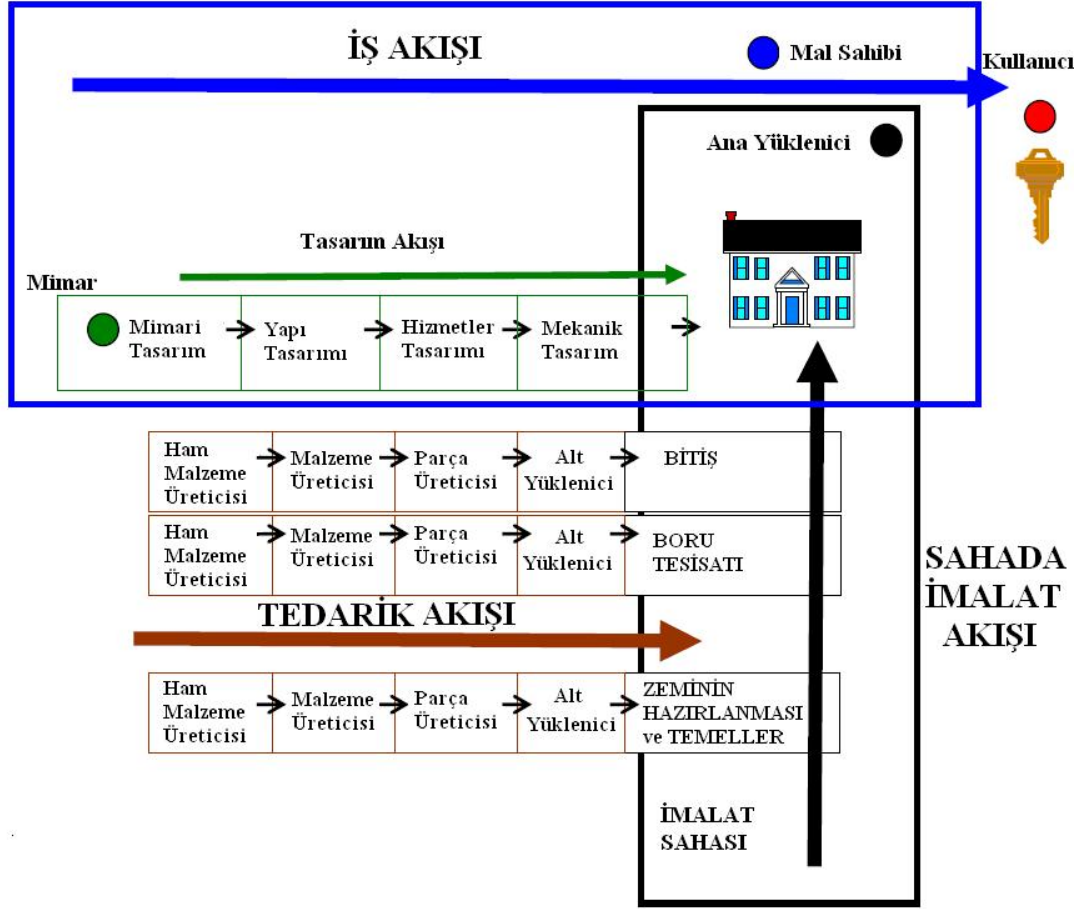 İŞ AKIŞI
Mal Sahibi
Kullanıcı
Ana Yüklenici
Tasarım Akışı
Mimar
Mimari
Tasarım
Yapı
Tasarımı
Hizmetler
Tasarımı
Mekanik
Tasarım
Ham
Malzeme
Üreticisi
Malzeme
Üreticisi
Parça
Üreticisi
Alt
Yüklenici
BİTİŞ
Ham
Malzeme
Üreticisi
Malzeme
Üreticisi
Parça
Üreticisi
Alt
Yüklenici
BORU
TESİSATI
TEDARİK AKIŞI
SAHADA
İMALAT
AKIŞI
Ham
Malzeme
Üreticisi
Malzeme
Üreticisi
Parça
Üreticisi
Alt
Yüklenici
ZEMİNİN
HAZIRLANMASI
ve TEMELLER
İMALAT
SAHASI